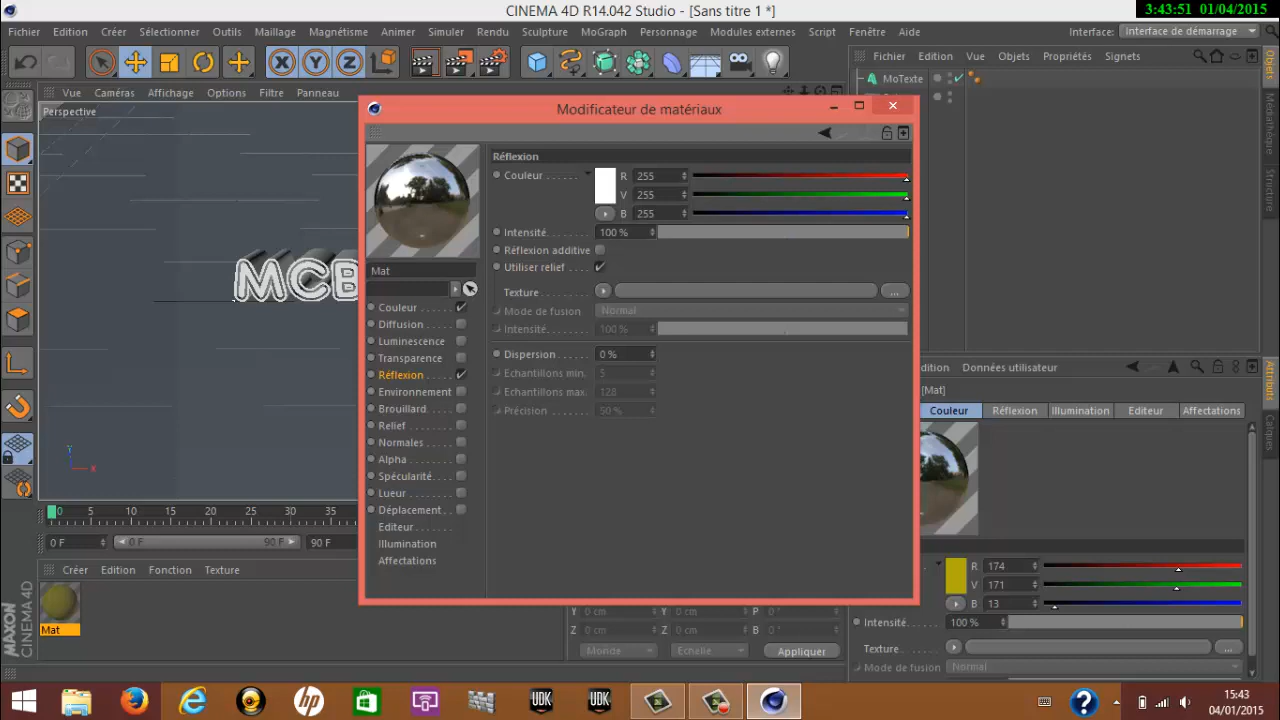 CINEMA 4D R14.042 Studio - [Sans titre 1 *]
3:43:51 01/04/2015
Fichier Edition Créer Sélectionner Outils Maillage Magnétisme Animer Simuler Rendu Sculpture MoGraph Personnage Modules externes Script Fenêtre Aide Interface: Interface de démarrage
X Y Z
Fichier Edition Vue Objets Propriétés Signets
Vue Caméras Affichage Options Filtre Panneau
MoTexte
Perspective
MCB
Modificateur de matériaux
Réflexion
Couleur R 255
V 255
B 255
Intensité 100 %
Réflexion additive
Utiliser relief
Texture ...
Mode de fusion Normal
Intensité 100 %
Dispersion 0 %
Echantillons min. 5
Echantillons max. 128
Précision 50 %
Mat
Couleur
Diffusion
Luminescence
Transparence
Réflexion
Environnement
Brouillard
Relief
Normales
Alpha
Spécularité
Lueur
Déplacement
Editeur
Illumination
Affectations
Objets
Médiathèque
Structure
Attributs
Calques
dition Données utilisateur
[Mat]
Couleur Réflexion Illumination Editeur Affectations
R 174
V 171
B 13
Intensité 100 %
Texture ...
Mode de fusion Normal
Y
X
0 5 10 15 20 25 30 35
0 F 0 F 90 F 90 F
Créer Edition Fonction Texture
Mat
Y 0 cm Y 0 cm P 0 °
Z 0 cm Z 0 cm B 0 °
Monde Echelle Appliquer
MAXON
CINEMA 4D
hp
UDK
UDK
?
15:43
04/01/2015